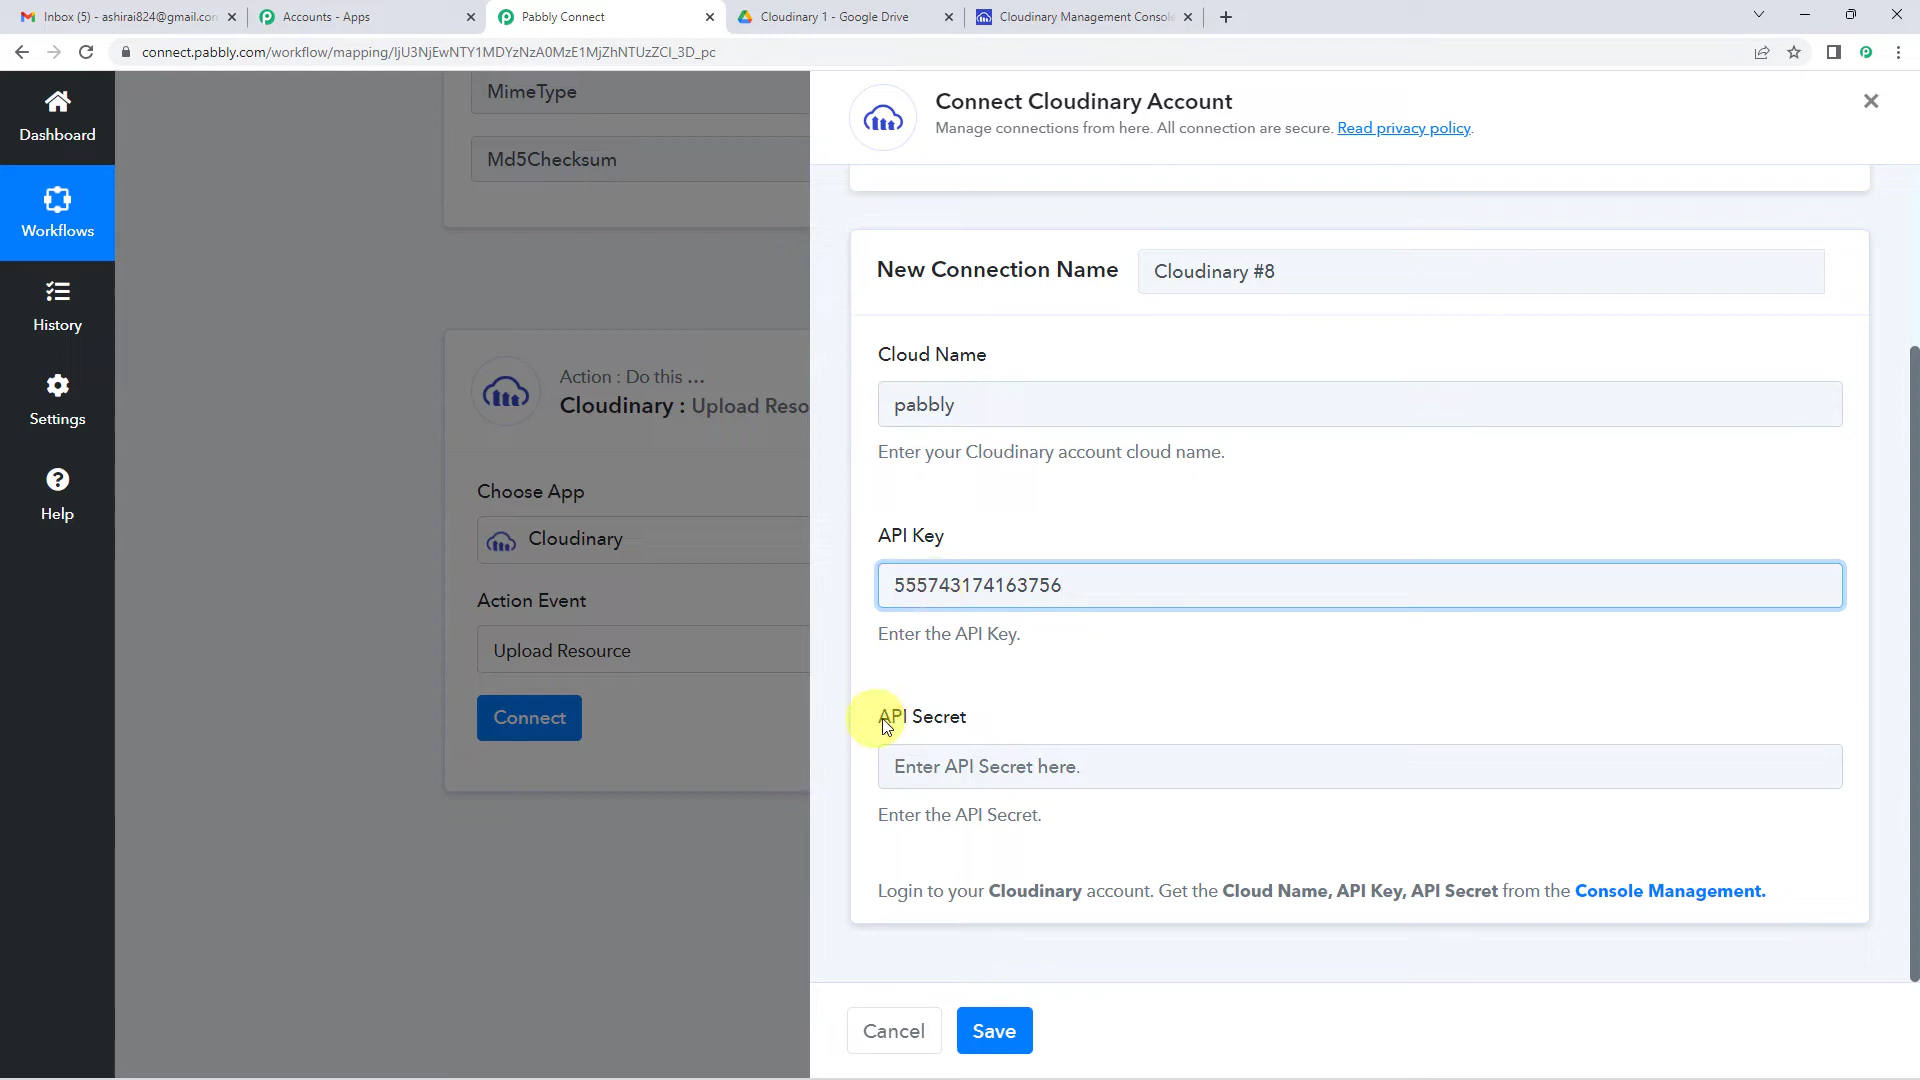 Inbox (5) - ashirai824@gmail.con
Accounts - Apps
Pabbly Connect
Cloudinary 1 - Google Drive
Cloudinary Management Console
connect.pabbly.com/workflow/mapping/IjU3NjEwNTY1MDYzNzA0MzE1MjZhNTUzZCI_3D_pc
Dashboard
Workflows
History
Settings
Help
MimeType
Md5Checksum
Action : Do this ...
Cloudinary : Upload Reso
Choose App
Cloudinary
Action Event
Upload Resource
Connect
Connect Cloudinary Account
Manage connections from here. All connection are secure. Read privacy policy.
New Connection Name
Cloudinary #8
Cloud Name
pabbly
Enter your Cloudinary account cloud name.
API Key
555743174163756
Enter the API Key.
API Secret
Enter API Secret here.
Enter the API Secret.
Login to your Cloudinary account. Get the Cloud Name, API Key, API Secret from the Console Management.
Cancel
Save